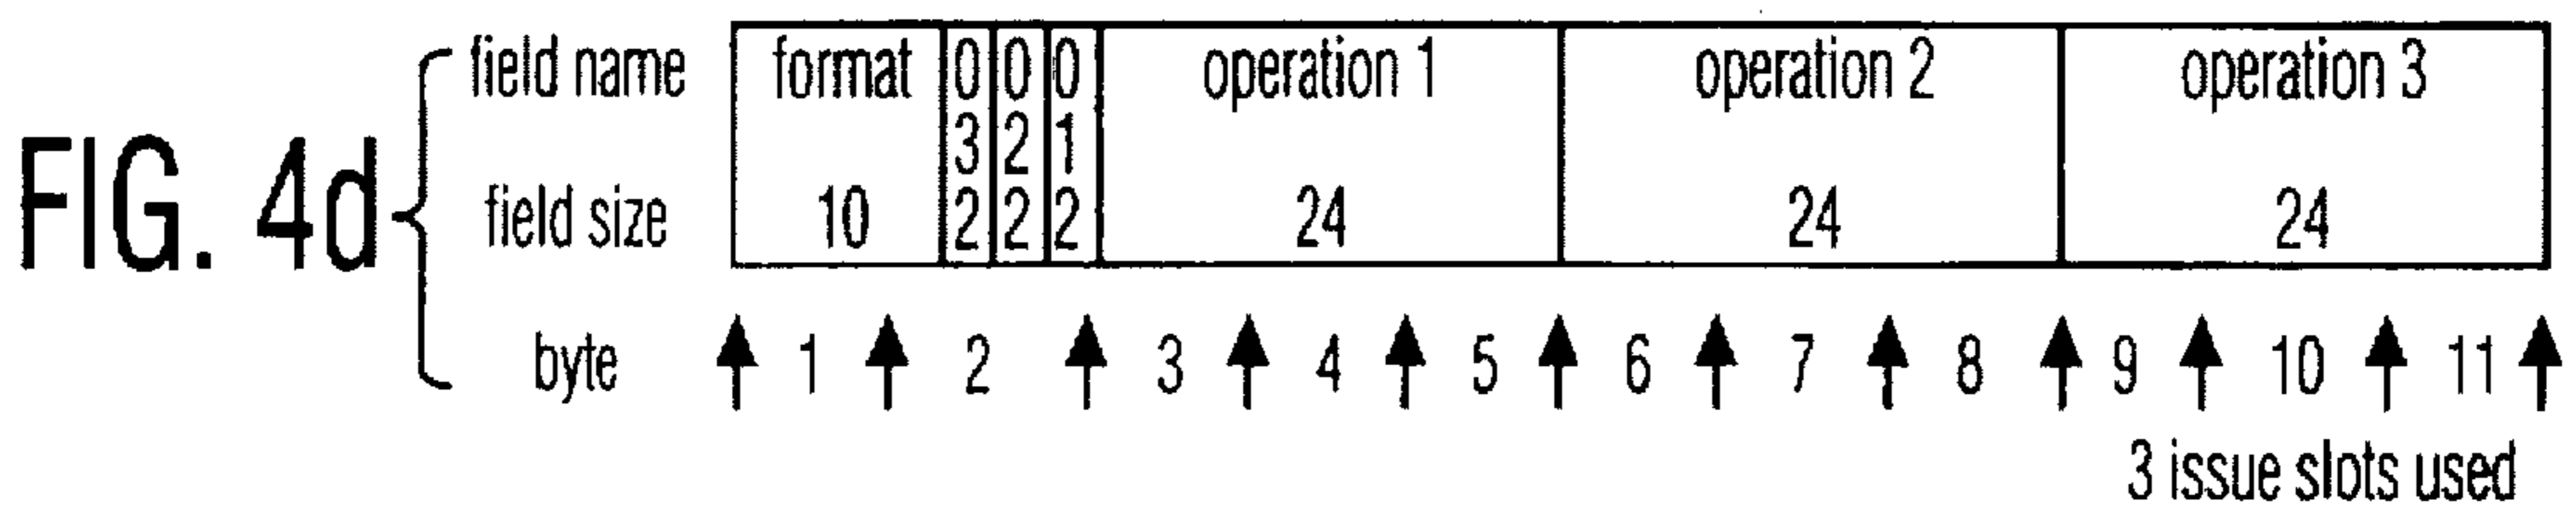 field name format 0 0 0 operation 1 operation 2 operation 3
3 2 1
FIG. 4d field size 10 2 2 2 24 24 24
byte 1 2 3 4 5 6 7 8 9 10 11
3 issue slots used